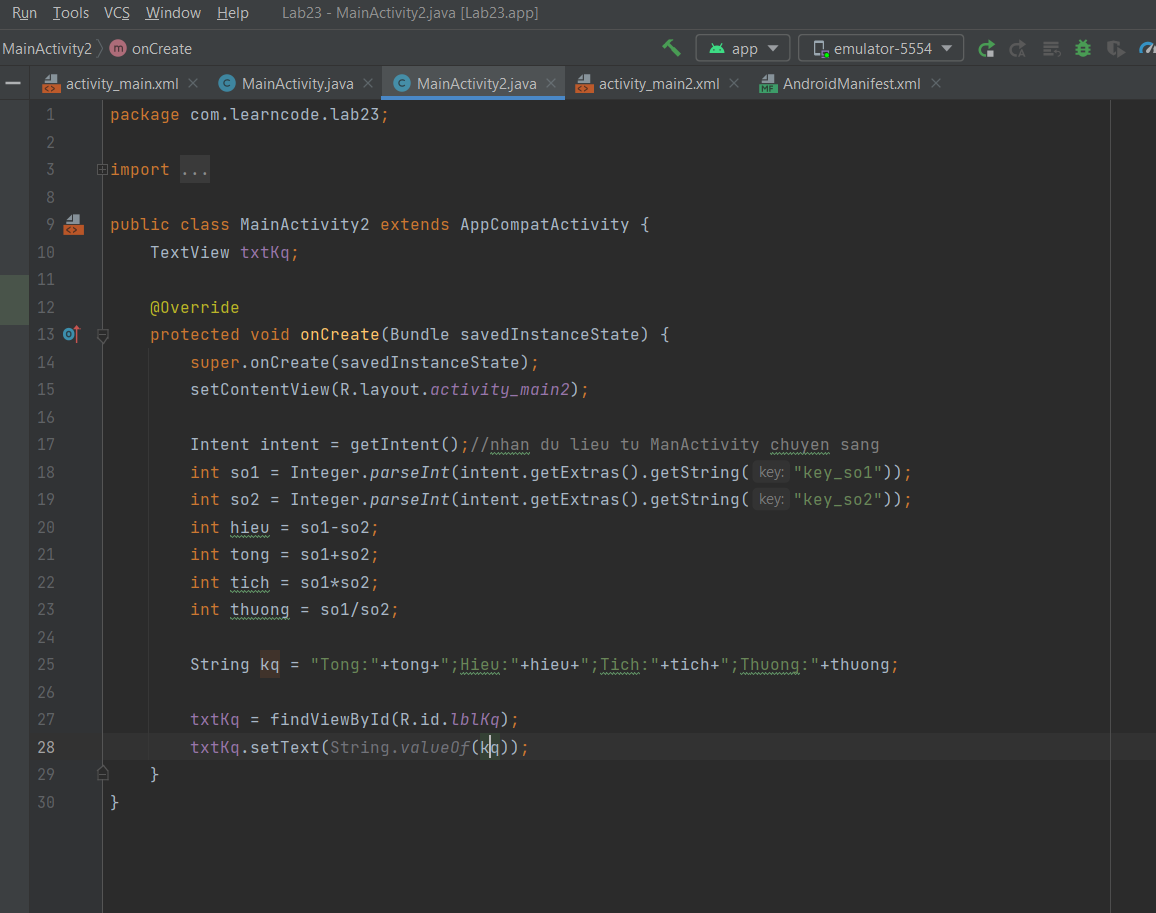 Run Tools VCS Window Help Lab23 - MainActivity2.java [Lab23.app]
MainActivity2 m onCreate app emulator-5554
activity_main.xml C MainActivity.java C MainActivity2.java activity_main2.xml MF AndroidManifest.xml
1 package com.learncode.lab23;
2
3 import ...
8
9 public class MainActivity2 extends AppCompatActivity {
10 TextView txtKq;
11
12 @Override
13 protected void onCreate(Bundle savedInstanceState) {
14 super.onCreate(savedInstanceState);
15 setContentView(R.layout.activity_main2);
16
17 Intent intent = getIntent();//nhan du lieu tu ManActivity chuyen sang
18 int so1 = Integer.parseInt(intent.getExtras().getString( key: "key_so1"));
19 int so2 = Integer.parseInt(intent.getExtras().getString( key: "key_so2"));
20 int hieu = so1-so2;
21 int tong = so1+so2;
22 int tich = so1*so2;
23 int thuong = so1/so2;
24
25 String kq = "Tong:"+tong+";Hieu:"+hieu+";Tich:"+tich+";Thuong:"+thuong;
26
27 txtKq = findViewById(R.id.lblKq);
28 txtKq.setText(String.valueOf(kq));
29 }
30 }